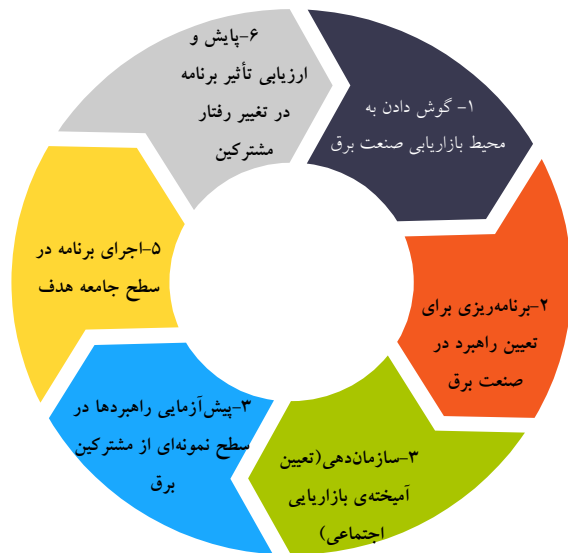 ۱- گوش دادن به
محیط بازاریابی صنعت برق
۲-برنامه‌ریزی برای
تعیین راهبرد در
صنعت برق
۳-سازمان‌دهی(تعیین
آمیخته‌ی بازاریابی
اجتماعی)
۳-پیش‌آزمایی راهبردها در
سطح نمونه‌ای از مشترکین
برق
۵-اجرای برنامه در
سطح جامعه هدف
۶-پایش و
ارزیابی تأثیر برنامه
در تغییر رفتار
مشترکین